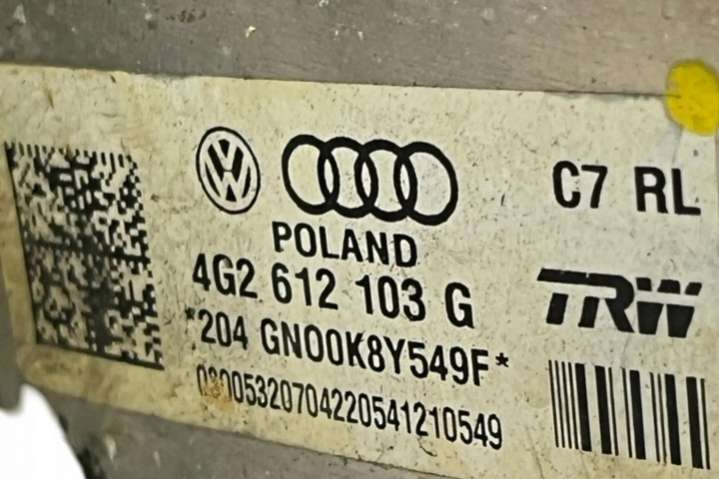 C7 RL
POLAND
4G2 612 103 G
TRW
*204 GN00K8Y549F*
03005320704220541210549